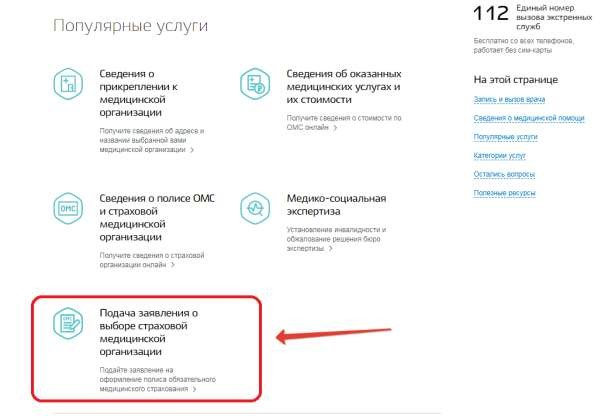 Популярные услуги
Сведения о
прикреплении к
медицинской
организации
Получите сведения об адресе и
названии выбранной вами
медицинской организации >
Сведения об оказанных
медицинских услугах и
их стоимости
Получите сведения о стоимости по
ОМС онлайн >
ОМС
Сведения о полисе ОМС
и страховой
медицинской
организации
Получите сведения о страховой
организации онлайн >
Медико-социальная
экспертиза
Установление инвалидности и
обжалование решения бюро
экспертизы >
ОМС
Подача заявления о
выборе страховой
медицинской
организации
Подайте заявление на
оформление полиса обязательного
медицинского страхования >
112
Единый номер
вызова экстренных
служб
Бесплатно со всех телефонов,
работает без сим-карты
На этой странице
Запись и вызов врача
Сведения о медицинской помощи
Популярные услуги
Категории услуг
Остались вопросы
Полезные ресурсы